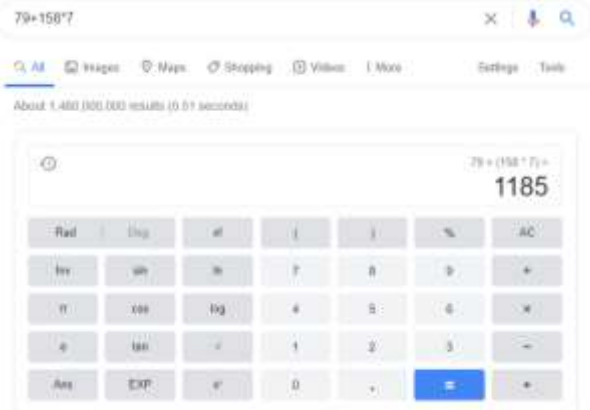 79+158*7
All Images Maps Shopping Videos More Settings Tools
About 1.460.000.000 results (0.51 seconds)
79 + (158 * 7) =
1185
Rad Deg x! ( ) % AC
Inv sin ln 7 8 9 ÷
π cos log 4 5 6 ×
e tan √ 1 2 3 −
Ans EXP 0 . = +